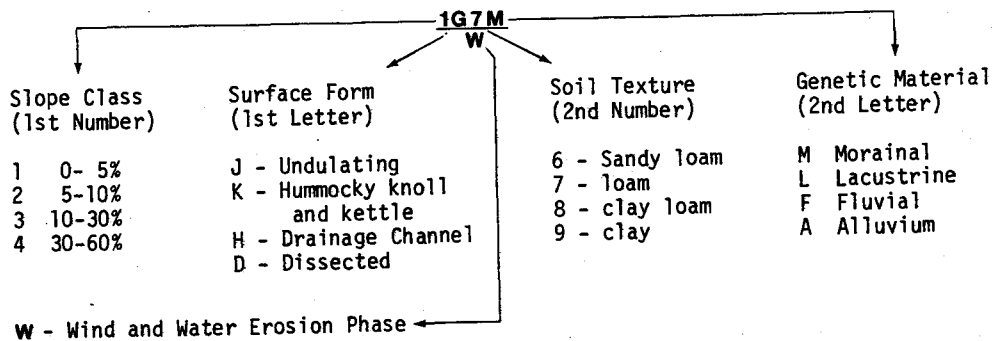 1G7M
W
Slope Class
(1st Number)
1 0- 5%
2 5-10%
3 10-30%
4 30-60%
Surface Form
(1st Letter)
J - Undulating
K - Hummocky knoll
and kettle
H - Drainage Channel
D - Dissected
Soil Texture
(2nd Number)
6 - Sandy loam
7 - loam
8 - clay loam
9 - clay
Genetic Material
(2nd Letter)
M Morainal
L Lacustrine
F Fluvial
A Alluvium
W - Wind and Water Erosion Phase